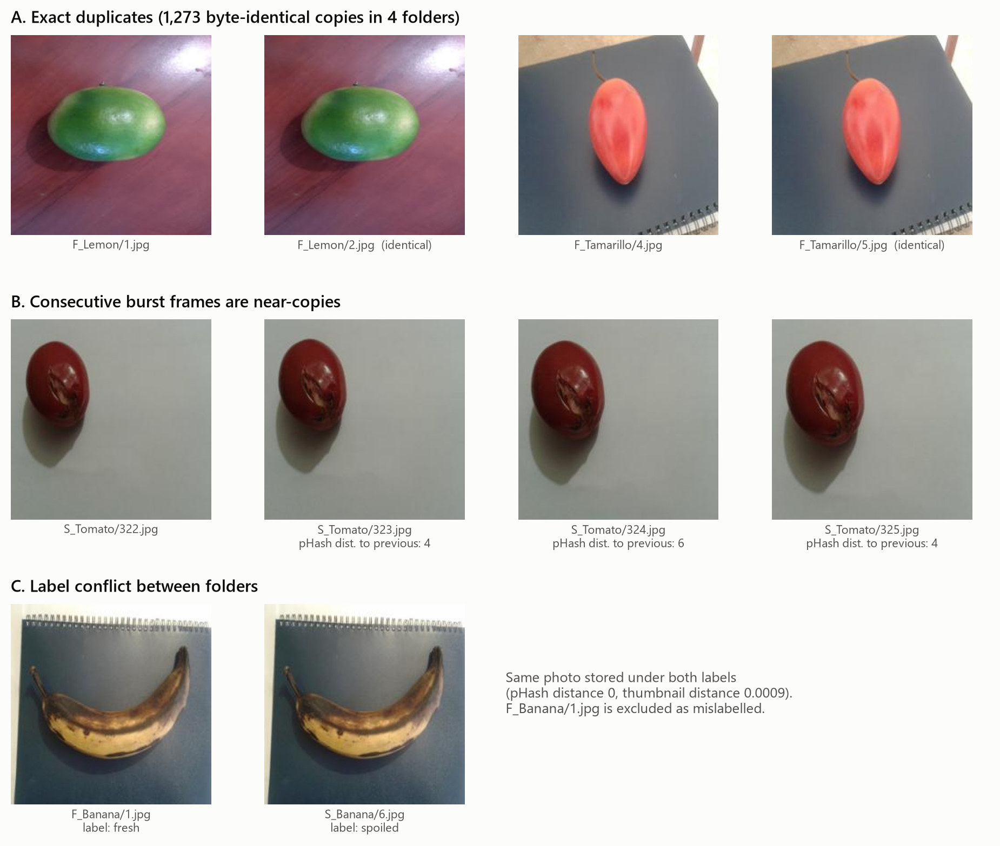 A. Exact duplicates (1,273 byte-identical copies in 4 folders)
F_Lemon/1.jpg
F_Lemon/2.jpg (identical)
F_Tamarillo/4.jpg
F_Tamarillo/5.jpg (identical)
B. Consecutive burst frames are near-copies
S_Tomato/322.jpg
S_Tomato/323.jpg
pHash dist. to previous: 4
S_Tomato/324.jpg
pHash dist. to previous: 6
S_Tomato/325.jpg
pHash dist. to previous: 4
C. Label conflict between folders
Same photo stored under both labels
(pHash distance 0, thumbnail distance 0.0009).
F_Banana/1.jpg is excluded as mislabelled.
F_Banana/1.jpg
label: fresh
S_Banana/6.jpg
label: spoiled